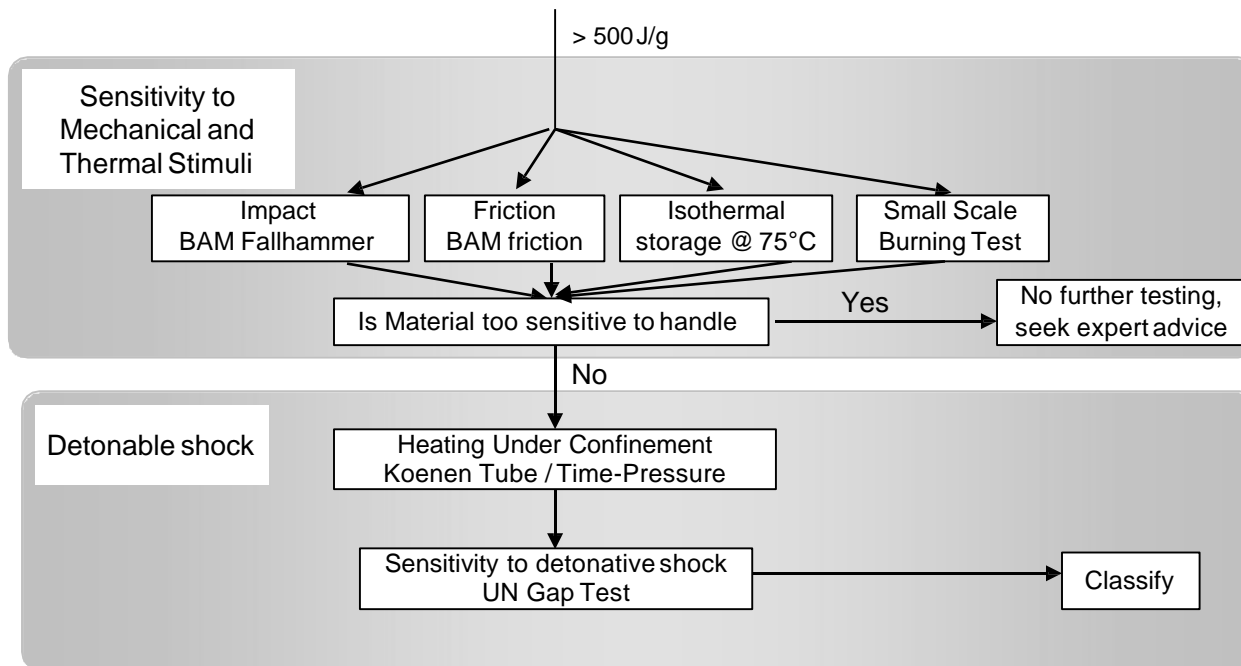 > 500 J/g
Sensitivity to
Mechanical and
Thermal Stimuli
Impact
BAM Fallhammer
Friction
BAM friction
Isothermal
storage @ 75°C
Small Scale
Burning Test
Is Material too sensitive to handle
Yes
No further testing,
seek expert advice
No
Detonable shock
Heating Under Confinement
Koenen Tube / Time-Pressure
Sensitivity to detonative shock
UN Gap Test
Classify